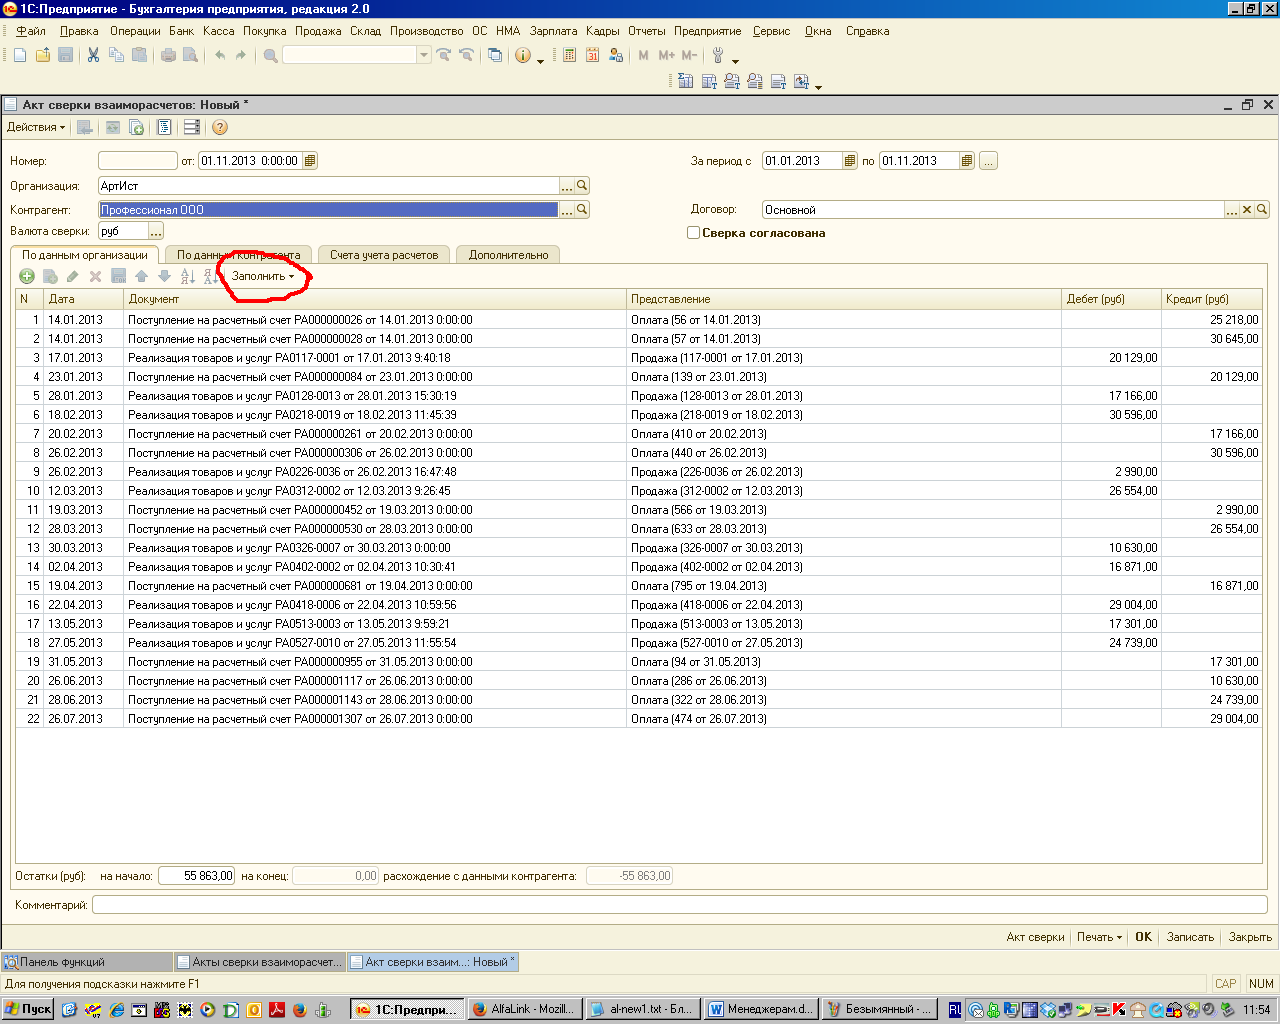 1С:Предприятие - Бухгалтерия предприятия, редакция 2.0
Файл Правка Операции Банк Касса Покупка Продажа Склад Производство ОС НМА Зарплата Кадры Отчеты Предприятие Сервис Окна Справка
M M+ M-
Акт сверки взаиморасчетов: Новый *
Действия
Номер: от: 01.11.2013 0:00:00 За период с 01.01.2013 по 01.11.2013 ...
Организация: АртИст ...
Контрагент: Профессионал ООО ... Договор: Основной ...
Валюта сверки: руб ... Сверка согласована
По данным организации По данным контрагента Счета учета расчетов Дополнительно
Заполнить
N Дата Документ Представление Дебет (руб) Кредит (руб)
1 14.01.2013 Поступление на расчетный счет РА000000026 от 14.01.2013 0:00:00 Оплата (56 от 14.01.2013) 25 218,00
2 14.01.2013 Поступление на расчетный счет РА000000028 от 14.01.2013 0:00:00 Оплата (57 от 14.01.2013) 30 645,00
3 17.01.2013 Реализация товаров и услуг РА0117-0001 от 17.01.2013 9:40:18 Продажа (117-0001 от 17.01.2013) 20 129,00
4 23.01.2013 Поступление на расчетный счет РА000000084 от 23.01.2013 0:00:00 Оплата (139 от 23.01.2013) 20 129,00
5 28.01.2013 Реализация товаров и услуг РА0128-0013 от 28.01.2013 15:30:19 Продажа (128-0013 от 28.01.2013) 17 166,00
6 18.02.2013 Реализация товаров и услуг РА0218-0019 от 18.02.2013 11:45:39 Продажа (218-0019 от 18.02.2013) 30 596,00
7 20.02.2013 Поступление на расчетный счет РА000000261 от 20.02.2013 0:00:00 Оплата (410 от 20.02.2013) 17 166,00
8 26.02.2013 Поступление на расчетный счет РА000000306 от 26.02.2013 0:00:00 Оплата (440 от 26.02.2013) 30 596,00
9 26.02.2013 Реализация товаров и услуг РА0226-0036 от 26.02.2013 16:47:48 Продажа (226-0036 от 26.02.2013) 2 990,00
10 12.03.2013 Реализация товаров и услуг РА0312-0002 от 12.03.2013 9:26:45 Продажа (312-0002 от 12.03.2013) 26 554,00
11 19.03.2013 Поступление на расчетный счет РА000000452 от 19.03.2013 0:00:00 Оплата (566 от 19.03.2013) 2 990,00
12 28.03.2013 Поступление на расчетный счет РА000000530 от 28.03.2013 0:00:00 Оплата (633 от 28.03.2013) 26 554,00
13 30.03.2013 Реализация товаров и услуг РА0326-0007 от 30.03.2013 0:00:00 Продажа (326-0007 от 30.03.2013) 10 630,00
14 02.04.2013 Реализация товаров и услуг РА0402-0002 от 02.04.2013 10:30:41 Продажа (402-0002 от 02.04.2013) 16 871,00
15 19.04.2013 Поступление на расчетный счет РА000000681 от 19.04.2013 0:00:00 Оплата (795 от 19.04.2013) 16 871,00
16 22.04.2013 Реализация товаров и услуг РА0418-0006 от 22.04.2013 10:59:56 Продажа (418-0006 от 22.04.2013) 29 004,00
17 13.05.2013 Реализация товаров и услуг РА0513-0003 от 13.05.2013 9:59:21 Продажа (513-0003 от 13.05.2013) 17 301,00
18 27.05.2013 Реализация товаров и услуг РА0527-0010 от 27.05.2013 11:55:54 Продажа (527-0010 от 27.05.2013) 24 739,00
19 31.05.2013 Поступление на расчетный счет РА000000955 от 31.05.2013 0:00:00 Оплата (94 от 31.05.2013) 17 301,00
20 26.06.2013 Поступление на расчетный счет РА000001117 от 26.06.2013 0:00:00 Оплата (286 от 26.06.2013) 10 630,00
21 28.06.2013 Поступление на расчетный счет РА000001143 от 28.06.2013 0:00:00 Оплата (322 от 28.06.2013) 24 739,00
22 26.07.2013 Поступление на расчетный счет РА000001307 от 26.07.2013 0:00:00 Оплата (474 от 26.07.2013) 29 004,00
Остатки (руб): на начало: 55 863,00 на конец: 0,00 расхождение с данными контрагента: -55 863,00
Комментарий:
Акт сверки Печать OK Записать Закрыть
Панель функций Акты сверки взаиморасчет... Акт сверки взаим...: Новый *
Для получения подсказки нажмите F1 CAP NUM
Пуск 1С:Предпри... AlfaLink - Mozill... al-new1.txt - Бл... Менеджерам.d... Безымянный - ... RU 11:54